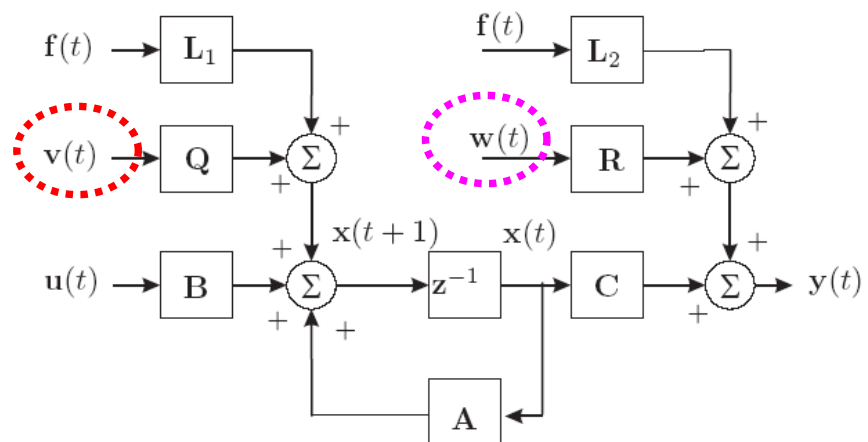 f(t) L₁ f(t) L₂
+ +
v(t) Q Σ w(t) R Σ
+ +
+ x(t + 1) x(t) +
u(t) B Σ z⁻¹ C Σ y(t)
+ + +
A